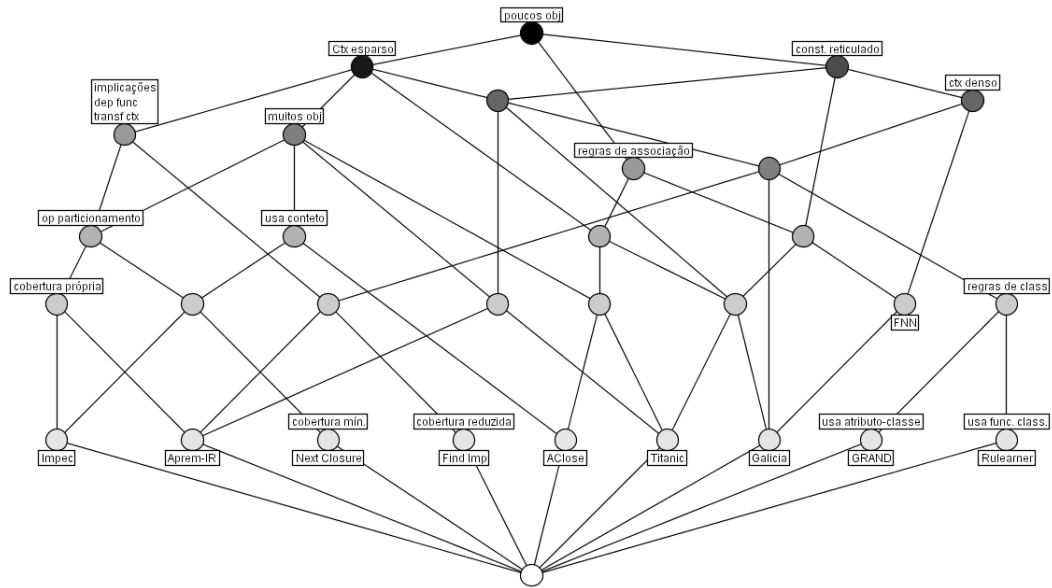 poucos obj
Ctx esparso
const. reticulado
implicações
dep func
transf ctx
ctx denso
muitos obj
regras de associação
op particionamento
usa conteto
cobertura própria
regras de class
FNN
cobertura mín.
cobertura reduzida
usa atributo-classe
usa func. class.
Impec
Aprem-IR
Next Closure
Find Imp
AClose
Titanic
Galicia
GRAND
Rulearner